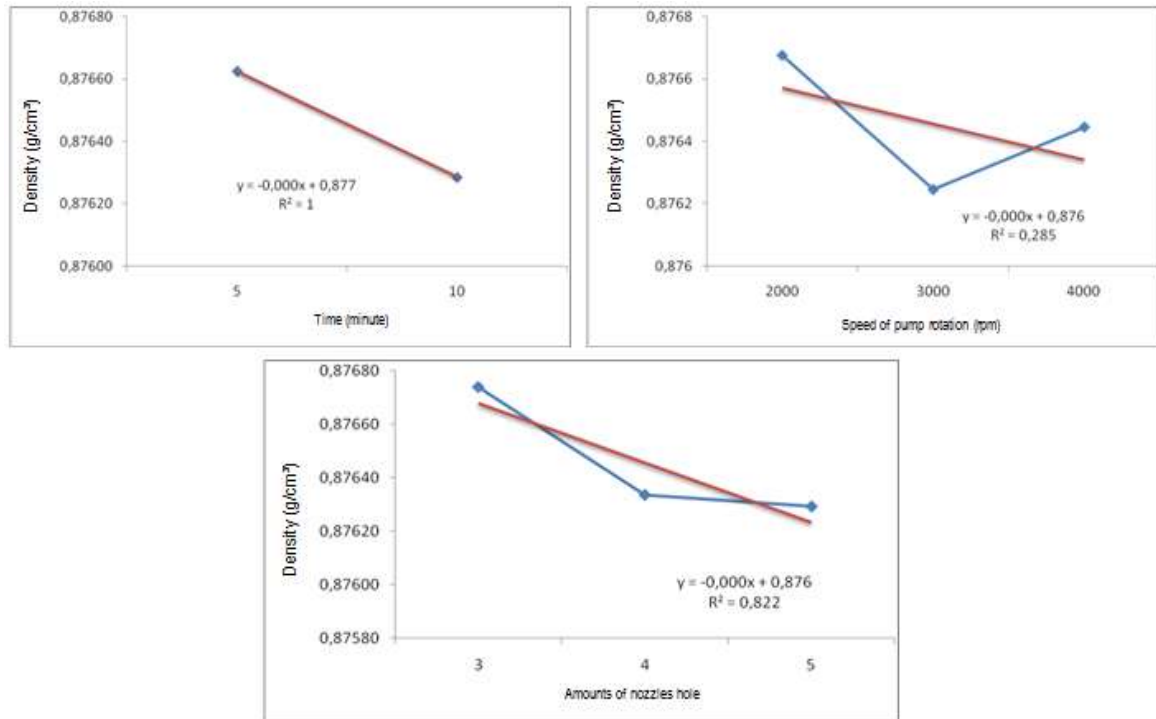 0,87680
0,87660
0,87640
0,87620
0,87600
Density (g/cm³)
y = -0,000x + 0,877
R² = 1
5 10
Time (minute)
0,8768
0,8766
0,8764
0,8762
0,876
Density (g/cm³)
y = -0,000x + 0,876
R² = 0,285
2000 3000 4000
Speed of pump rotation (rpm)
0,87680
0,87660
0,87640
0,87620
0,87600
0,87580
Density (g/cm³)
y = -0,000x + 0,876
R² = 0,822
3 4 5
Amounts of nozzles hole